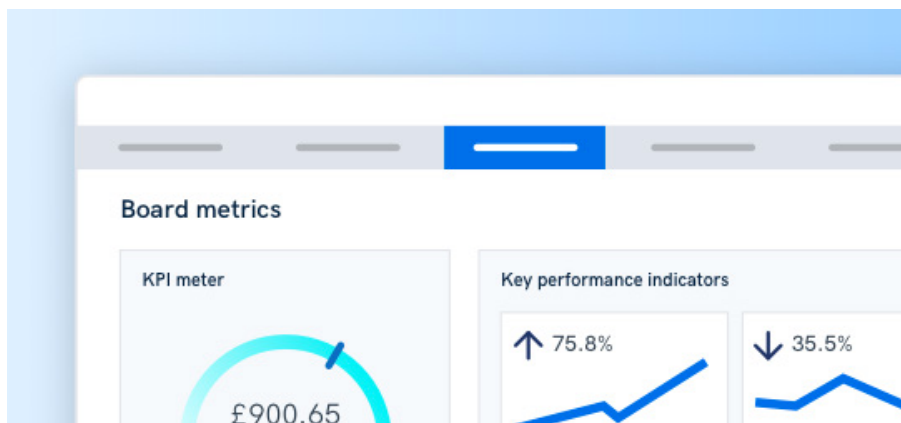 Board metrics
KPI meter
£900.65
Key performance indicators
75.8%
35.5%